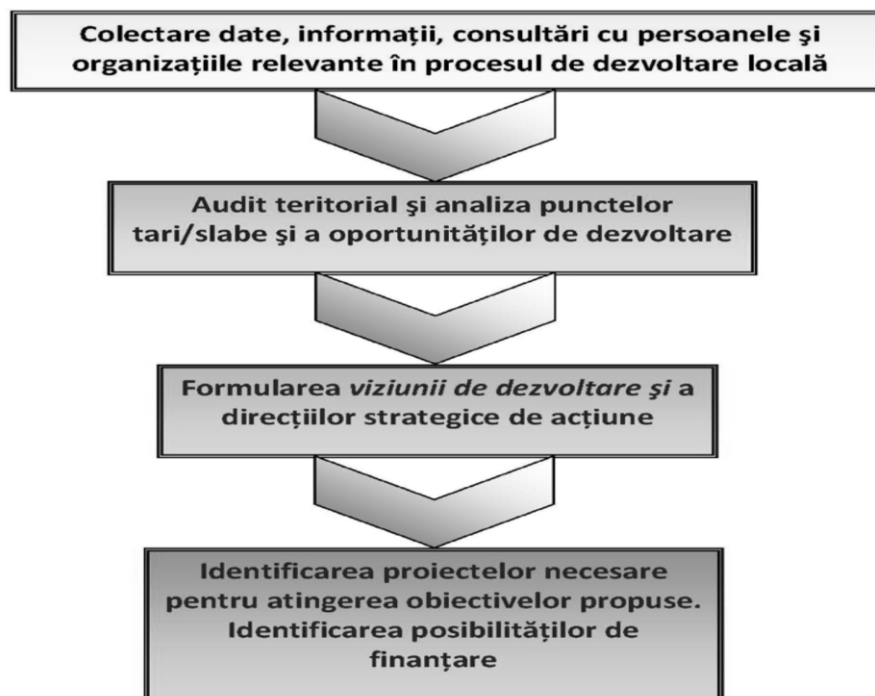 Colectare date, informații, consultări cu persoanele şi
organizațiile relevante în procesul de dezvoltare locală
Audit teritorial şi analiza punctelor
tari/slabe şi a oportunităților de dezvoltare
Formularea viziunii de dezvoltare şi a
direcțiilor strategice de acțiune
Identificarea proiectelor necesare
pentru atingerea obiectivelor propuse.
Identificarea posibilităților de
finanțare